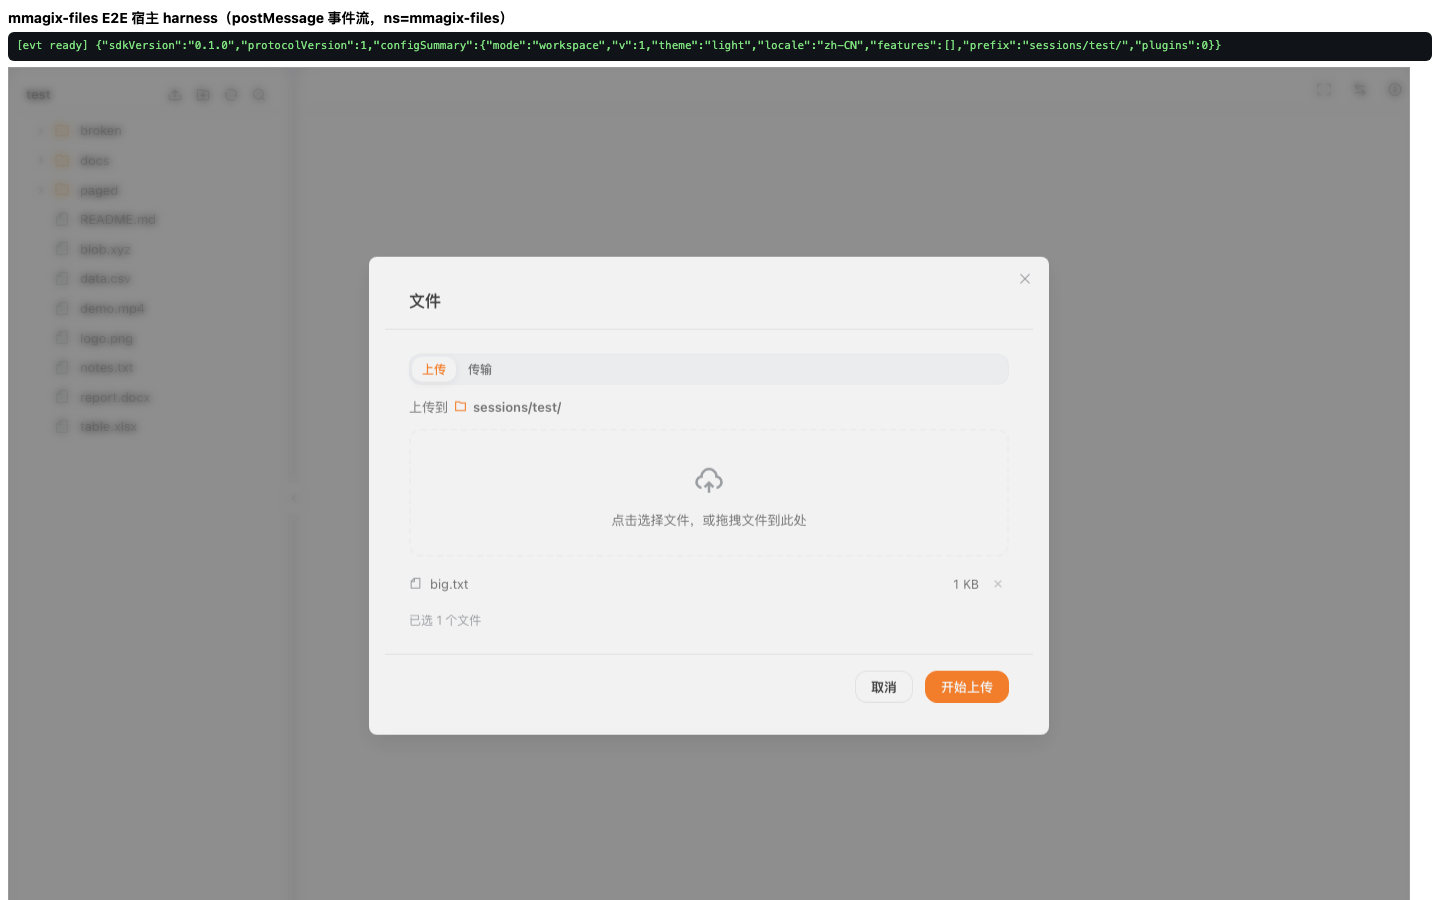 mmagix-files E2E 宿主 harness（postMessage 事件流，ns=mmagix-files）
[evt ready] {"sdkVersion":"0.1.0","protocolVersion":1,"configSummary":{"mode":"workspace","v":1,"theme":"light","locale":"zh-CN","features":[],"prefix":"sessions/test/","plugins":0}}
test
broken
docs
paged
README.md
blob.xyz
data.csv
demo.mp4
logo.png
notes.txt
report.docx
table.xlsx
文件
上传 传输
上传到 sessions/test/
点击选择文件，或拖拽文件到此处
big.txt 1 KB
已选 1 个文件
取消 开始上传